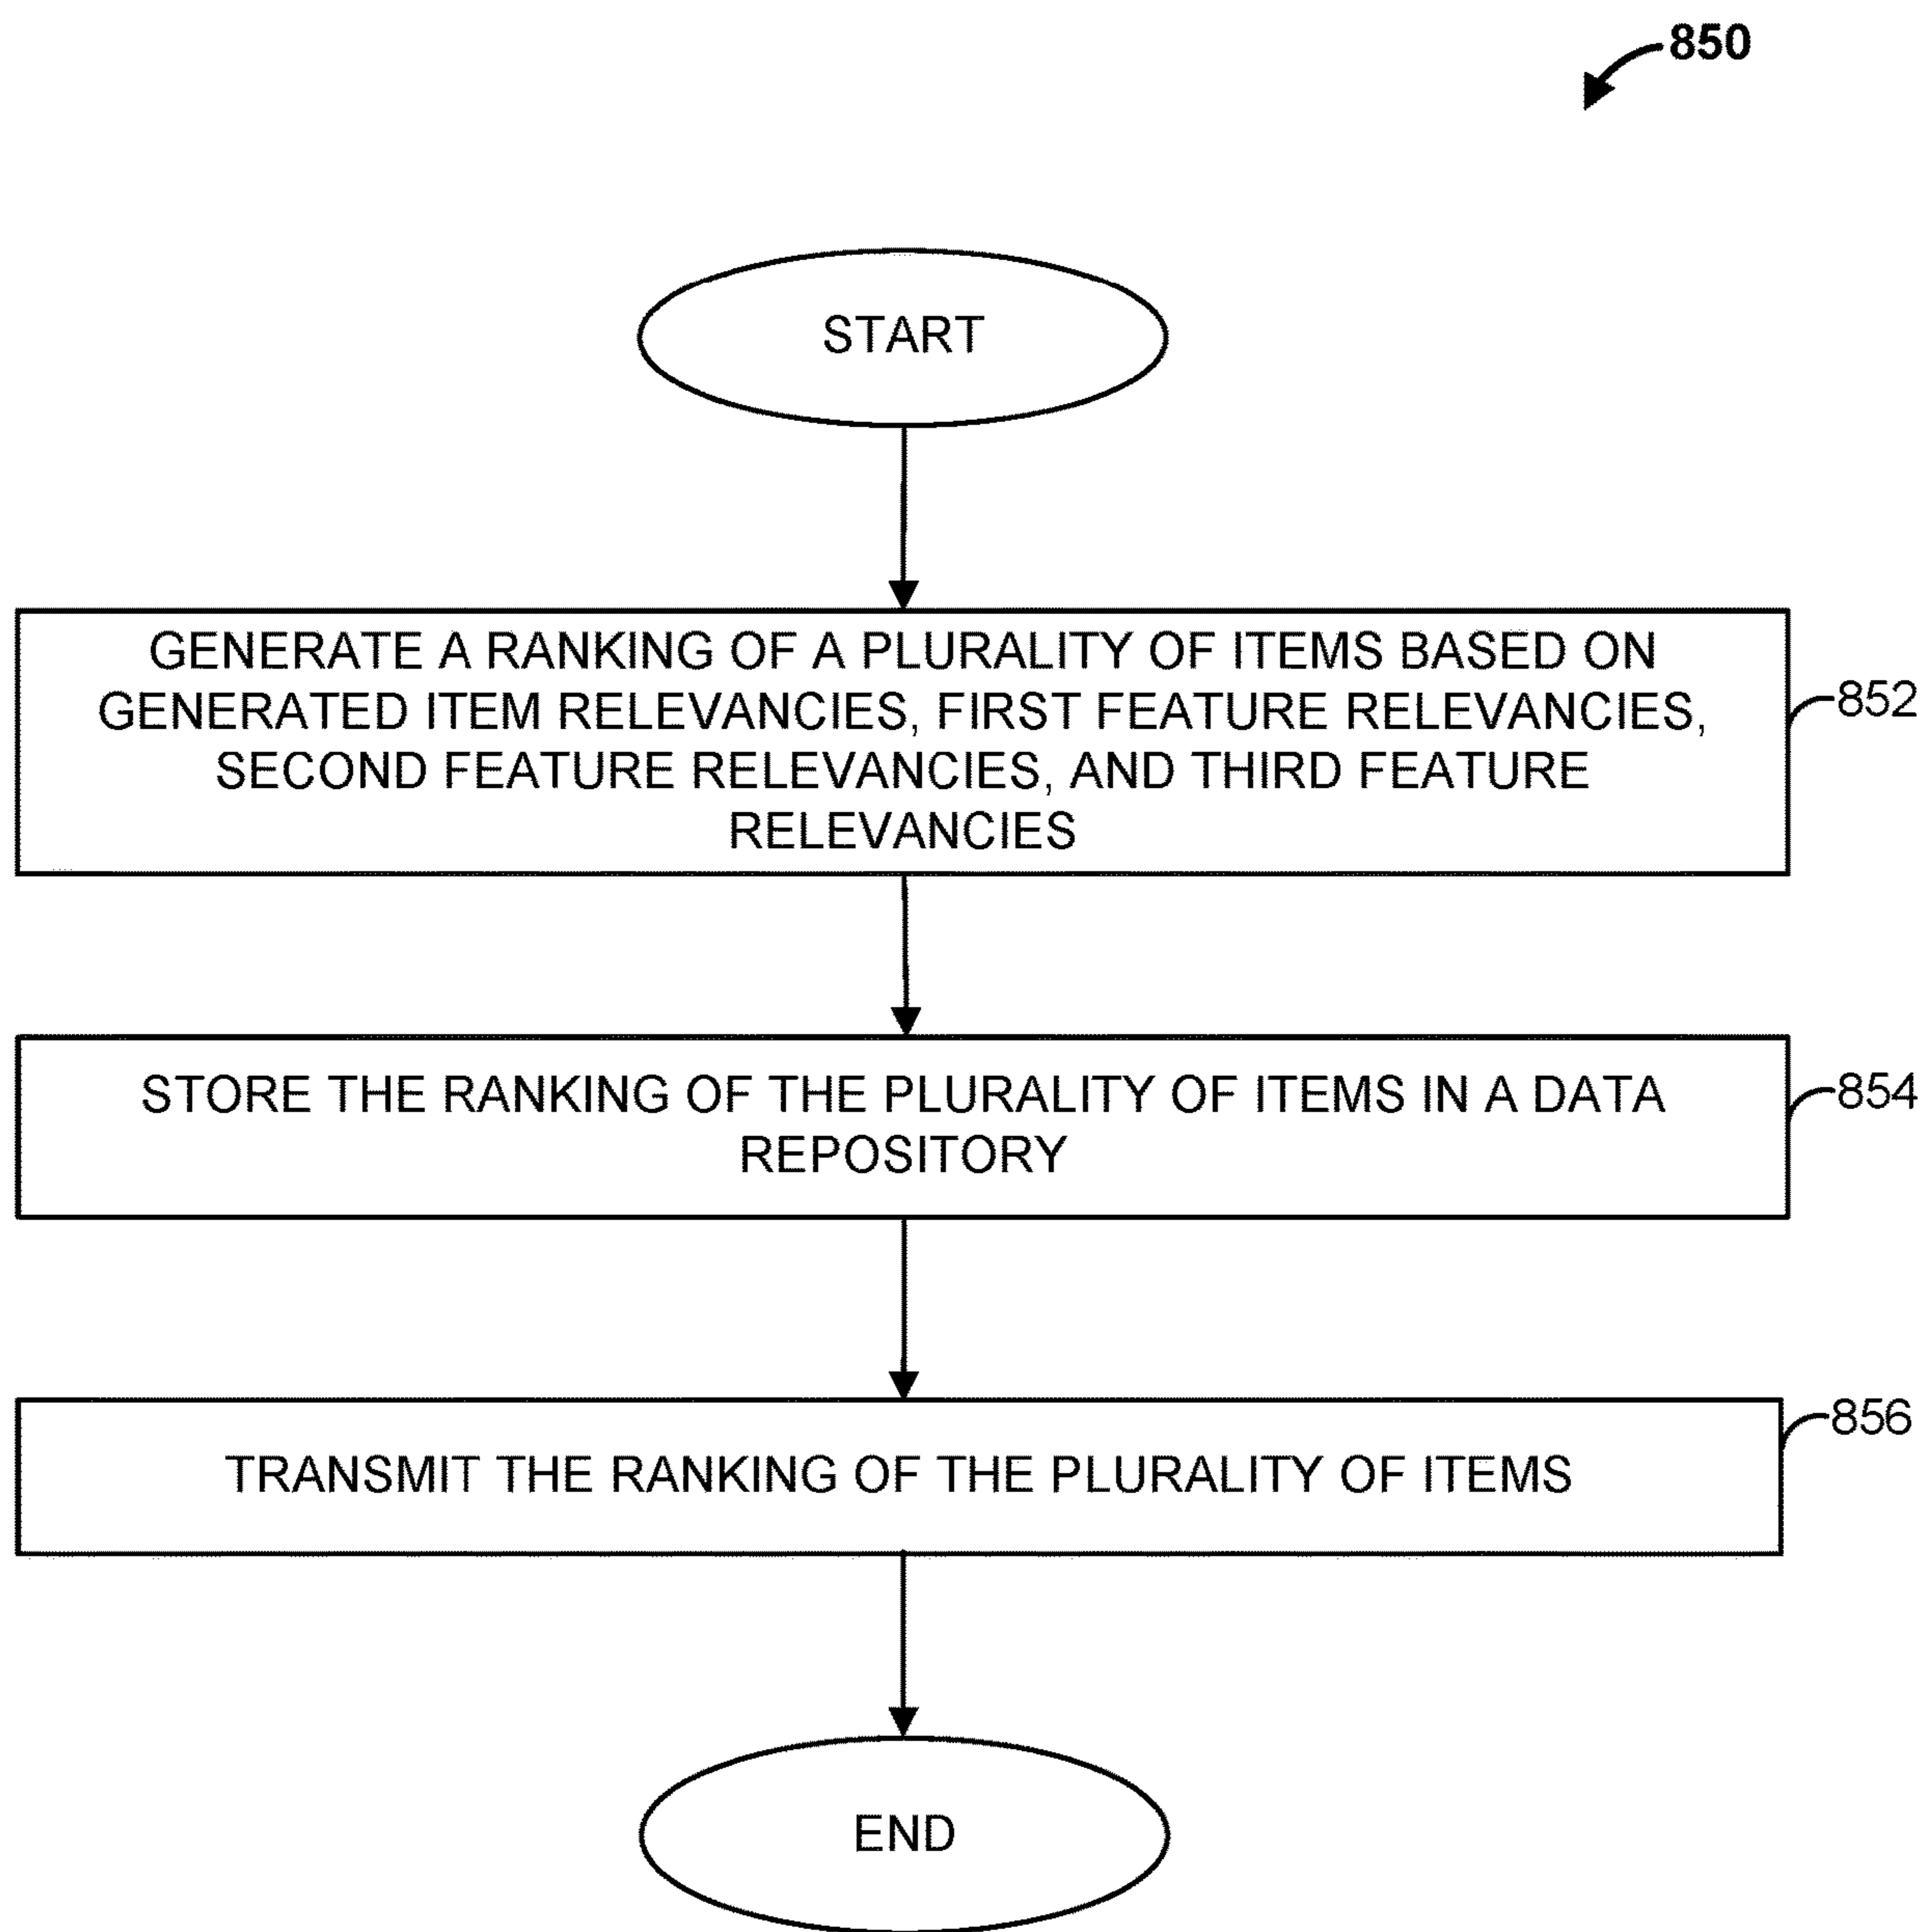 850
START
GENERATE A RANKING OF A PLURALITY OF ITEMS BASED ON
GENERATED ITEM RELEVANCIES, FIRST FEATURE RELEVANCIES,
SECOND FEATURE RELEVANCIES, AND THIRD FEATURE
RELEVANCIES
852
STORE THE RANKING OF THE PLURALITY OF ITEMS IN A DATA
REPOSITORY
854
TRANSMIT THE RANKING OF THE PLURALITY OF ITEMS
856
END